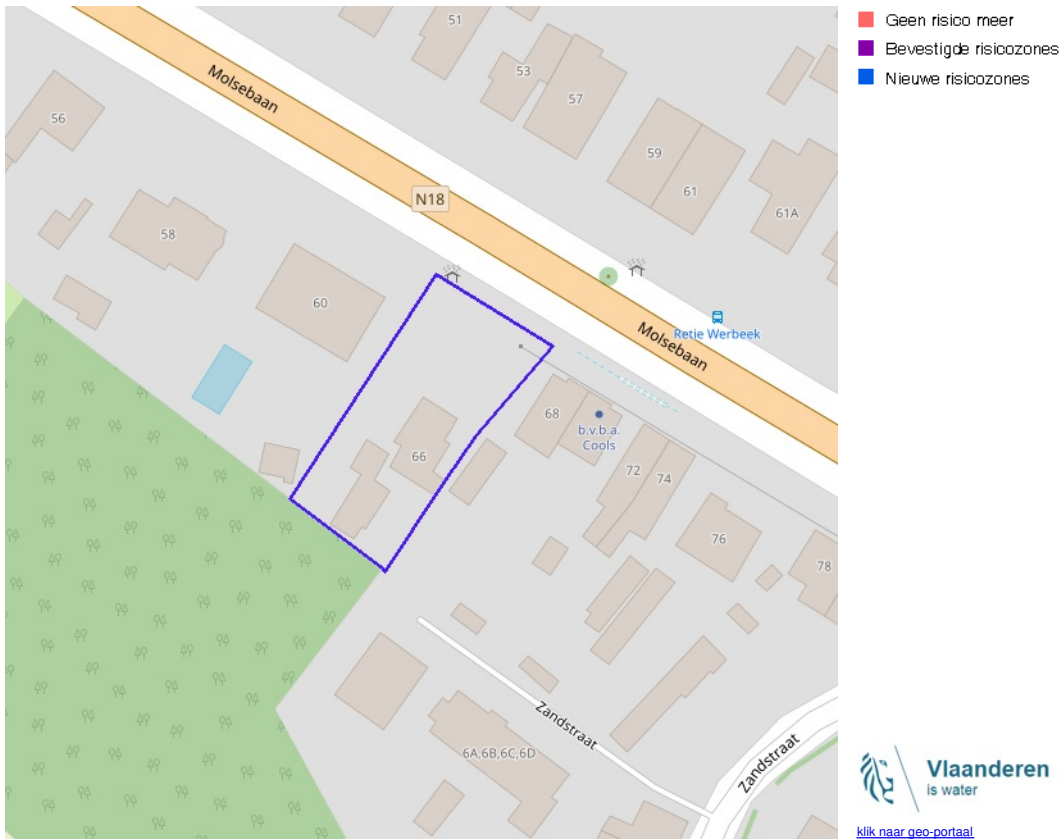 51
Geen risico meer
Bevestigde risicozones
Nieuwe risicozones
53
57
Molsebaan
56
59
61
61A
N18
58
60
Retie Werbeek
Molsebaan
68
b.v.b.a.
Cools
66
72
74
76
78
Zandstraat
6A,6B,6C,6D
Zandstraat
Vlaanderen
is water
klik naar geo-portaal